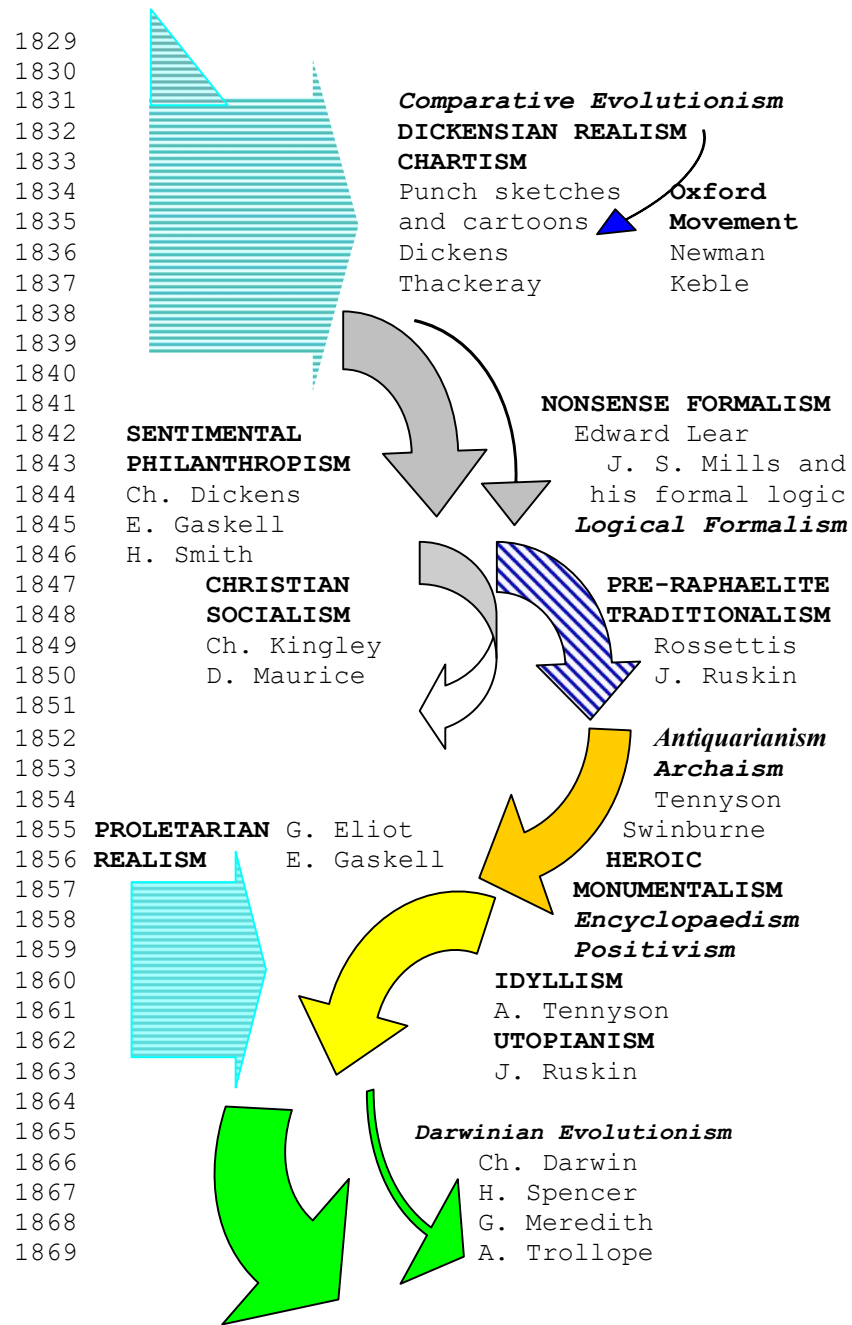 1829
1830
1831 Comparative Evolutionism
1832 DICKENSIAN REALISM
1833 CHARTISM
1834 Punch sketches Oxford
1835 and cartoons Movement
1836 Dickens Newman
1837 Thackeray Keble
1838
1839
1840
1841 NONSENSE FORMALISM
1842 SENTIMENTAL Edward Lear
1843 PHILANTHROPISM J. S. Mills and
1844 Ch. Dickens his formal logic
1845 E. Gaskell Logical Formalism
1846 H. Smith
1847 CHRISTIAN PRE-RAPHAELITE
1848 SOCIALISM TRADITIONALISM
1849 Ch. Kingley Rossettis
1850 D. Maurice J. Ruskin
1851
1852 Antiquarianism
1853 Archaism
1854 Tennyson
1855 PROLETARIAN G. Eliot Swinburne
1856 REALISM E. Gaskell HEROIC
1857 MONUMENTALISM
1858 Encyclopaedism
1859 Positivism
1860 IDYLLISM
1861 A. Tennyson
1862 UTOPIANISM
1863 J. Ruskin
1864
1865 Darwinian Evolutionism
1866 Ch. Darwin
1867 H. Spencer
1868 G. Meredith
1869 A. Trollope